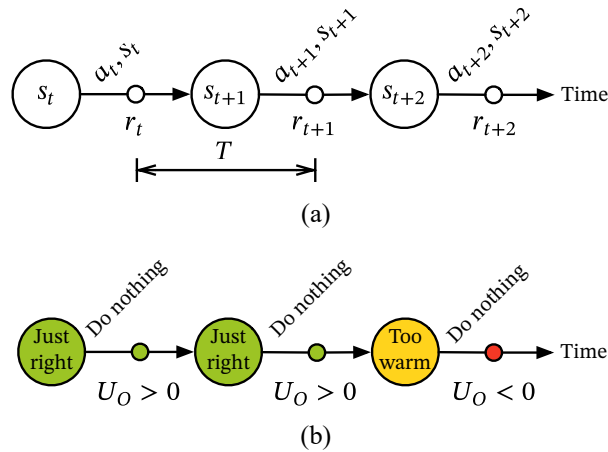 a_t, s_t
a_{t+1}, s_{t+1}
a_{t+2}, s_{t+2}
s_t
s_{t+1}
s_{t+2}
Time
r_t
r_{t+1}
r_{t+2}
T
(a)
Do nothing
Do nothing
Do nothing
Just
right
Just
right
Too
warm
Time
U_O > 0
U_O > 0
U_O < 0
(b)